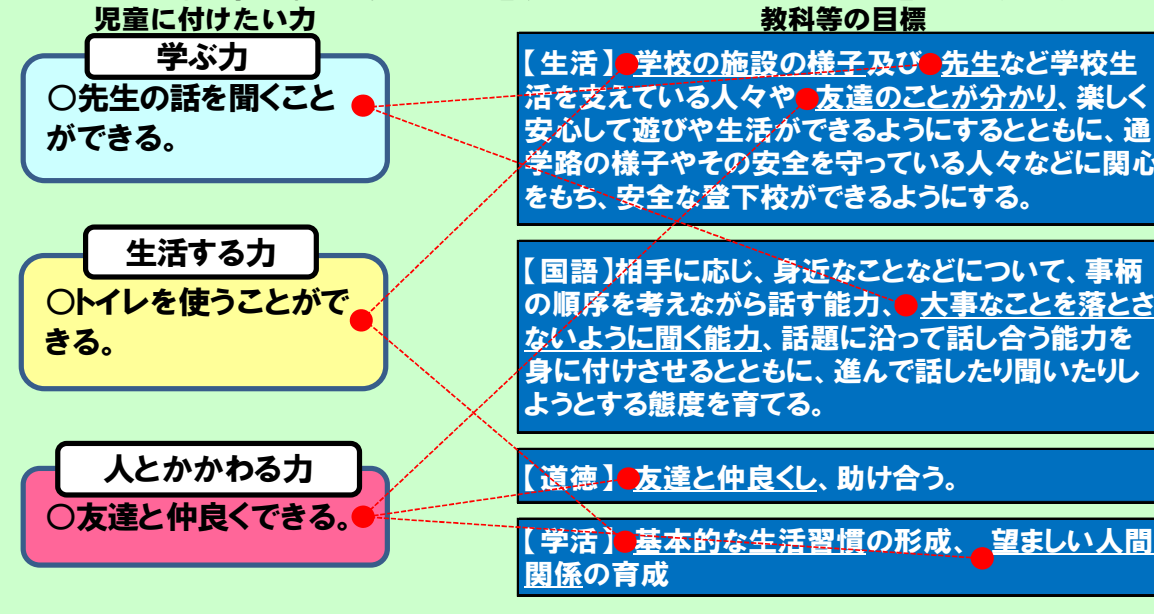 児童に付けたい力
学ぶ力
○先生の話を聞くこと
ができる。
生活する力
○トイレを使うことがで
きる。
人とかかわる力
○友達と仲良くできる。
教科等の目標
【生活】●学校の施設の様子及び●先生など学校生
活を支えている人々や●友達のことが分かり、楽しく
安心して遊びや生活ができるようにするとともに、通
学路の様子やその安全を守っている人々などに関心
をもち、安全な登下校ができるようにする。
【国語】相手に応じ、身近なことなどについて、事柄
の順序を考えながら話す能力、●大事なことを落とさ
ないように聞く能力、話題に沿って話し合う能力を
身に付けさせるとともに、進んで話したり聞いたりし
ようとする態度を育てる。
【道徳】●友達と仲良くし、助け合う。
【学活】●基本的な生活習慣の形成、●望ましい人間
関係の育成